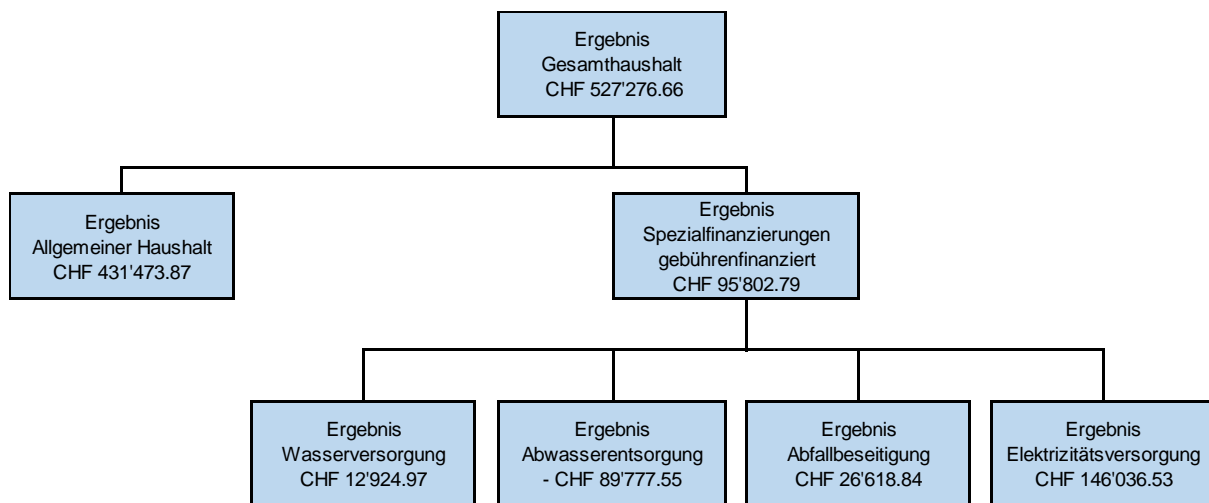 Ergebnis
Gesamthaushalt
CHF 527'276.66
Ergebnis
Allgemeiner Haushalt
CHF 431'473.87
Ergebnis
Spezialfinanzierungen
gebührenfinanziert
CHF 95'802.79
Ergebnis
Wasserversorgung
CHF 12'924.97
Ergebnis
Abwasserentsorgung
- CHF 89'777.55
Ergebnis
Abfallbeseitigung
CHF 26'618.84
Ergebnis
Elektrizitätsversorgung
CHF 146'036.53